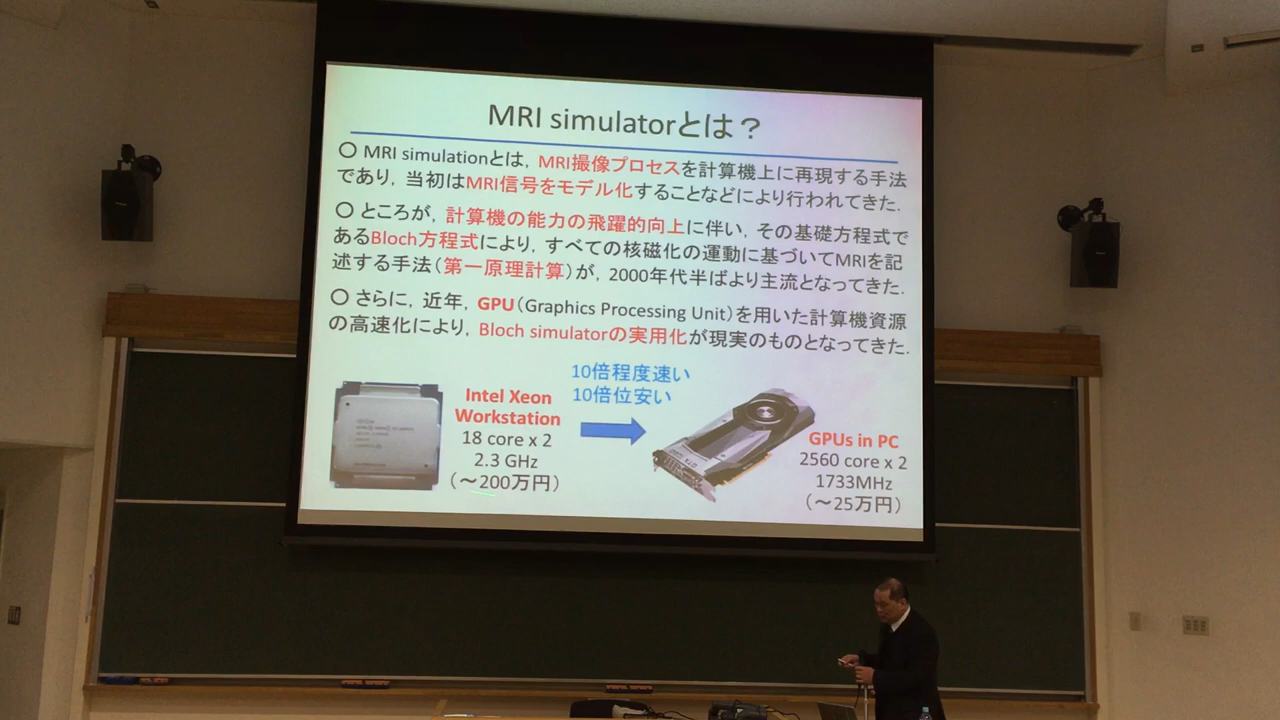 MRI simulatorとは？
○ MRI simulationとは，MRI撮像プロセスを計算機上に再現する手法
であり，当初はMRI信号をモデル化することなどにより行われてきた．
○ ところが，計算機の能力の飛躍的向上に伴い，その基礎方程式で
あるBloch方程式により，すべての核磁化の運動に基づいてMRIを記
述する手法（第一原理計算）が，2000年代半ばより主流となってきた．
○ さらに，近年，GPU（Graphics Processing Unit）を用いた計算機資源
の高速化により，Bloch simulatorの実用化が現実のものとなってきた．
10倍程度速い
10倍位安い
Intel Xeon
Workstation
18 core x 2
2.3 GHz
（～200万円）
GPUs in PC
2560 core x 2
1733MHz
（～25万円）